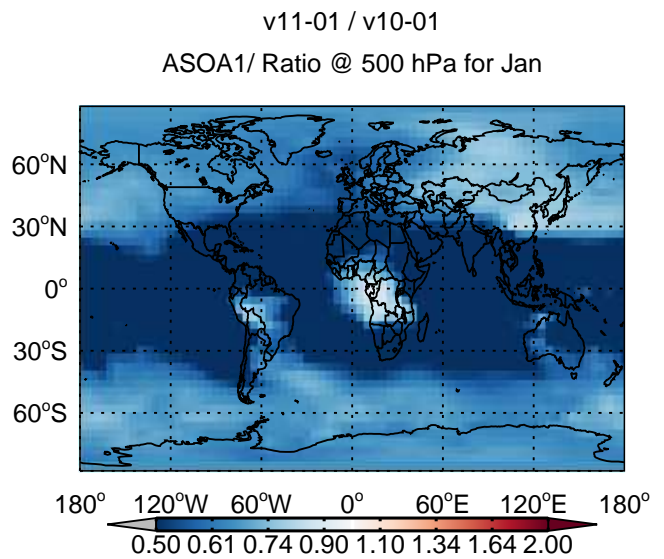 v11-01 / v10-01
ASOA1/ Ratio @ 500 hPa for Jan
60°N
30°N
0°
30°S
60°S
180° 120°W 60°W 0° 60°E 120°E 180°
0.50 0.61 0.74 0.90 1.10 1.34 1.64 2.00